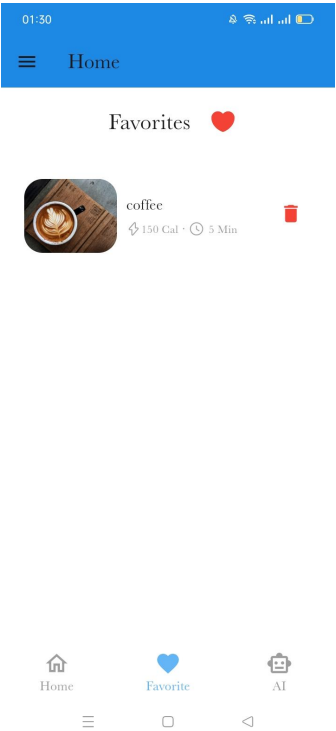 01:30
Home
Favorites
coffee
150 Cal · 5 Min
Home Favorite AI